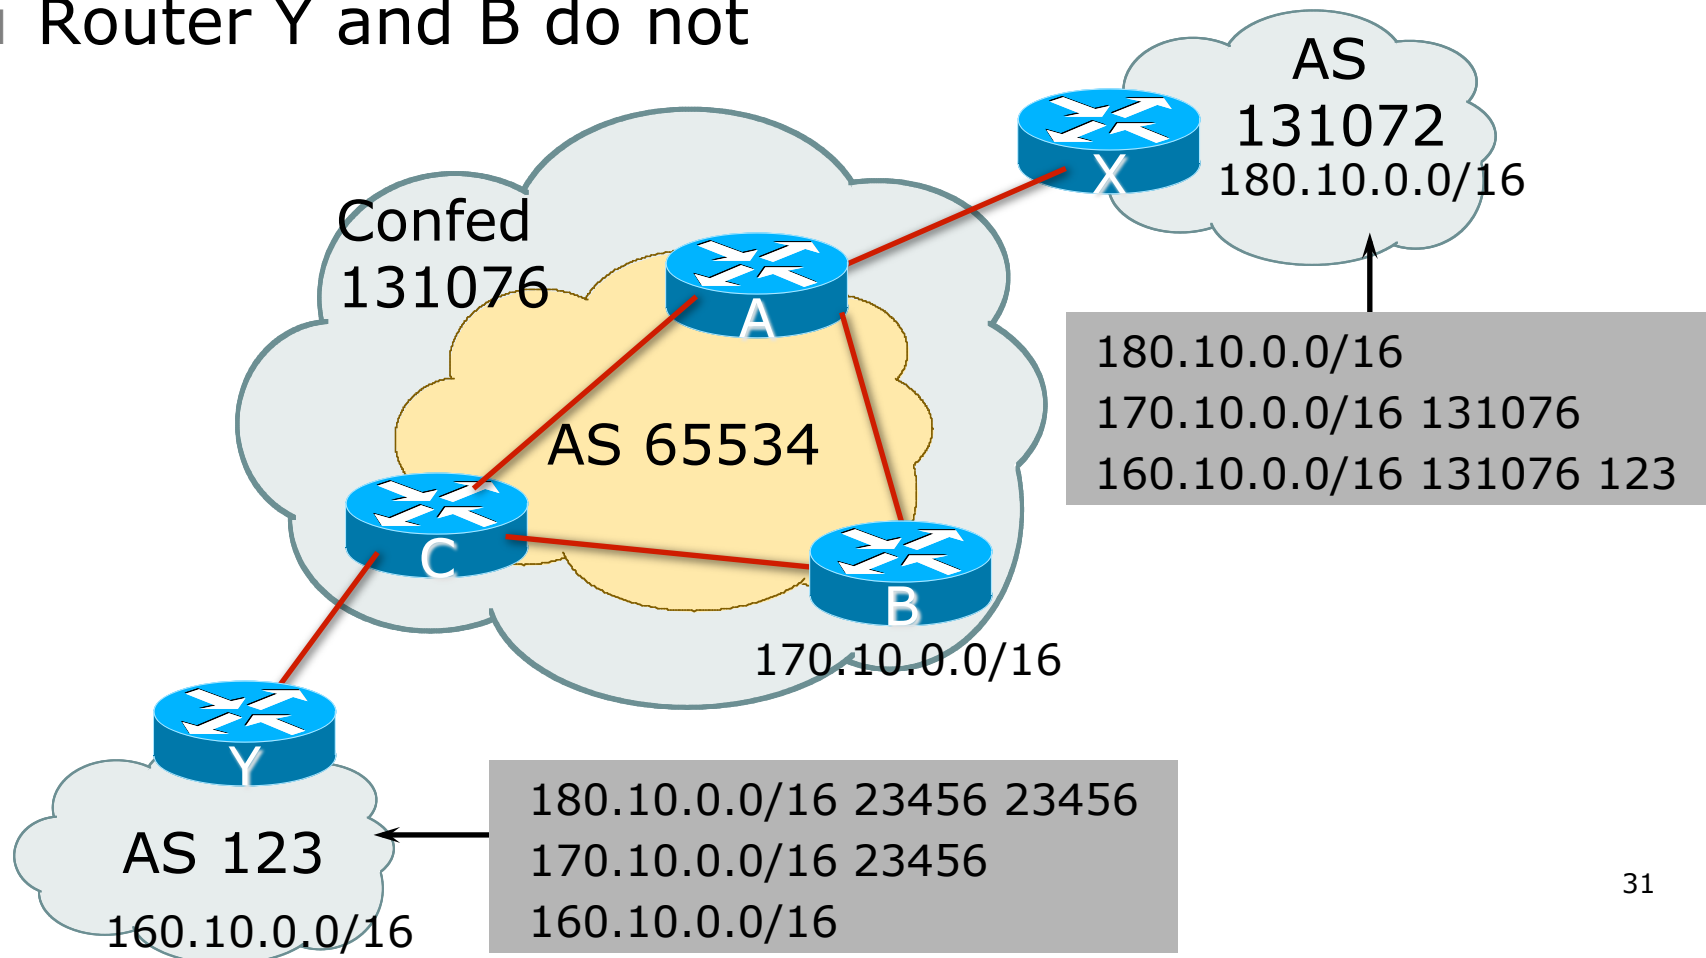 Router Y and B do not
AS
131072
180.10.0.0/16
X
Confed
131076
A
180.10.0.0/16
170.10.0.0/16 131076
160.10.0.0/16 131076 123
AS 65534
C
B
170.10.0.0/16
Y
180.10.0.0/16 23456 23456
170.10.0.0/16 23456
160.10.0.0/16
AS 123
160.10.0.0/16
31